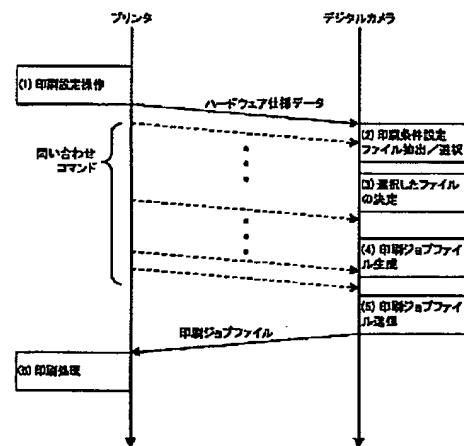 プリンタ
デジタルカメラ
(1) 印刷設定操作
ハードウェア仕様データ
問い合わせ
コマンド
(2) 印刷条件設定
ファイル抽出/選択
(3) 選択したファイル
の決定
(4) 印刷ジョブファイ
ル生成
(5) 印刷ジョブファイ
ル送信
印刷ジョブファイル
(6) 印刷処理